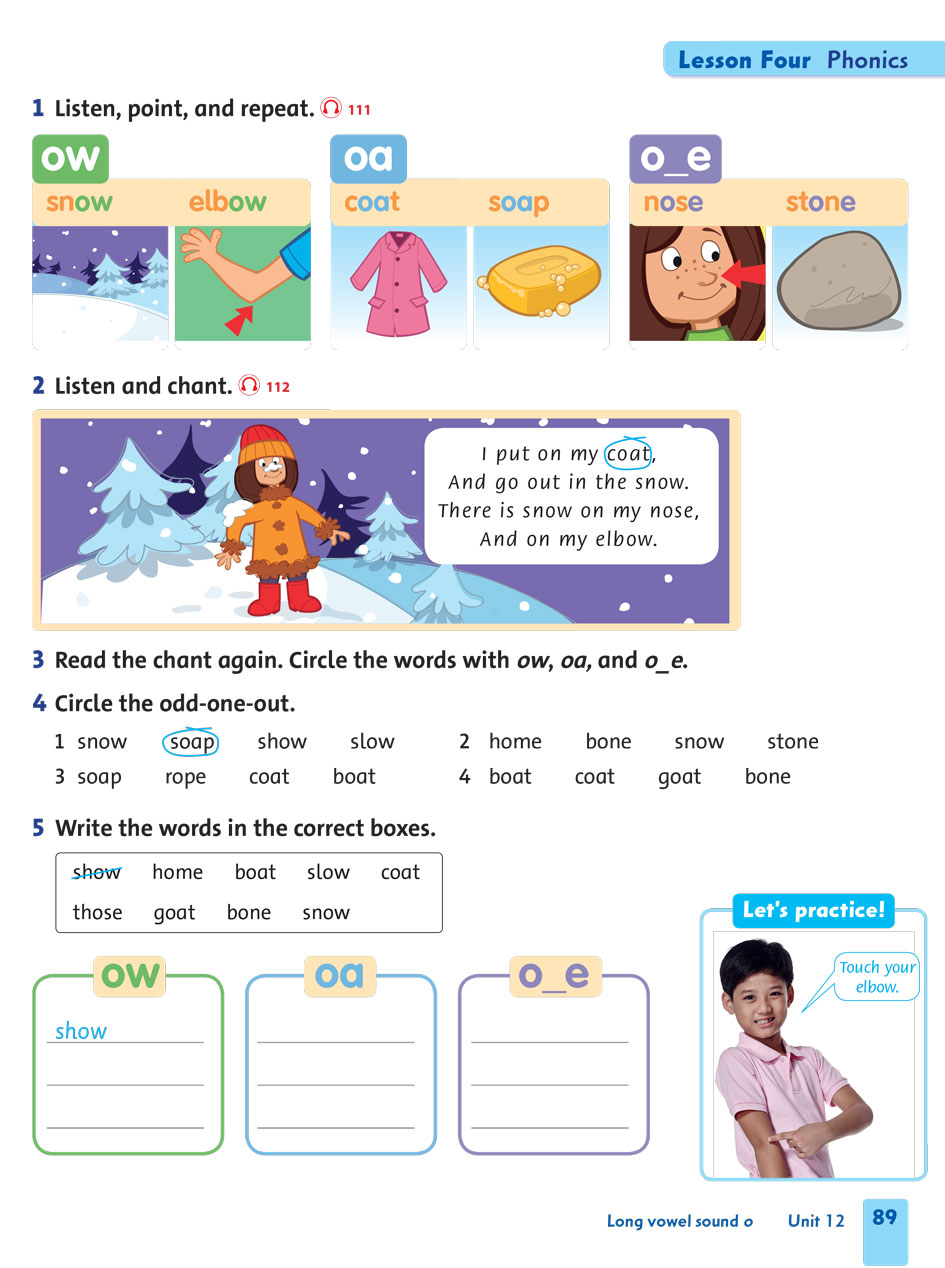 Lesson Four Phonics
1 Listen, point, and repeat. 111
ow
snow elbow
oa
coat soap
o_e
nose stone
2 Listen and chant. 112
I put on my coat,
And go out in the snow.
There is snow on my nose,
And on my elbow.
3 Read the chant again. Circle the words with ow, oa, and o_e.
4 Circle the odd-one-out.
1 snow soap show slow
2 home bone snow stone
3 soap rope coat boat
4 boat coat goat bone
5 Write the words in the correct boxes.
show home boat slow coat
those goat bone snow
ow
show
oa
o_e
Let's practice!
Touch your
elbow.
Long vowel sound o Unit 12 89